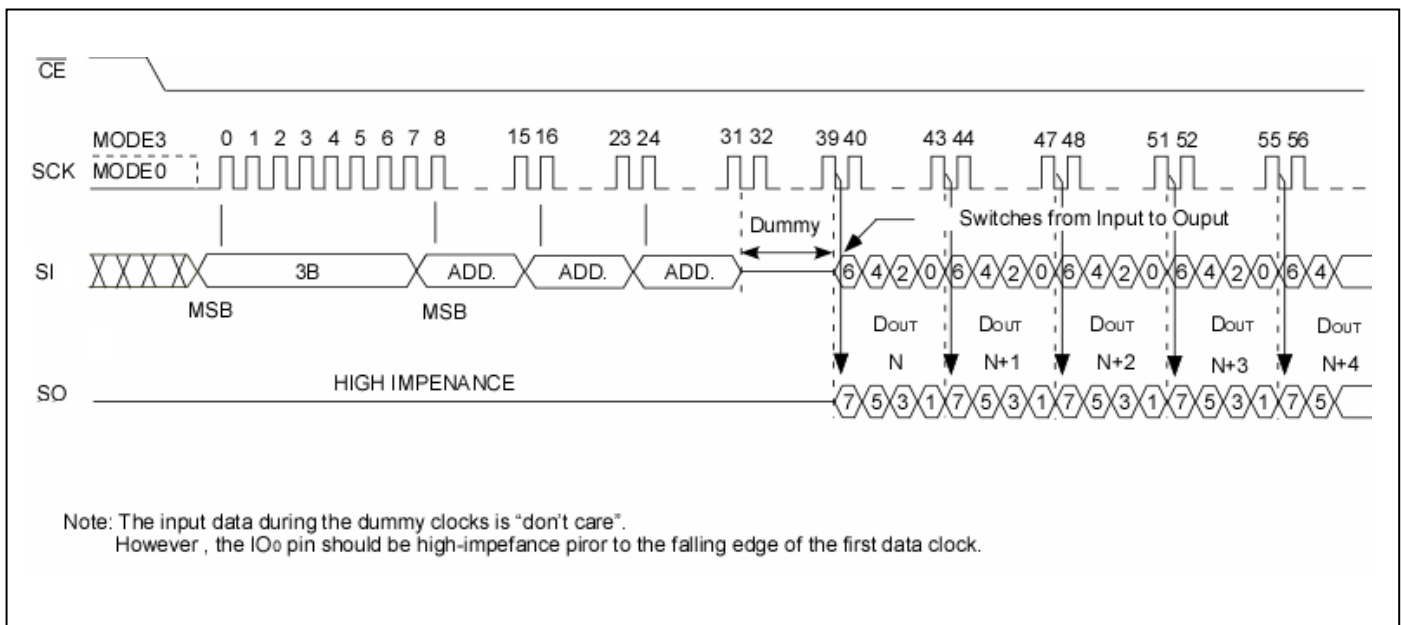 CE
MODE3 0 1 2 3 4 5 6 7 8 15 16 23 24 31 32 39 40 43 44 47 48 51 52 55 56
SCK MODE0
Dummy Switches from Input to Ouput
SI 3B ADD. ADD. ADD. 6 4 2 0 6 4 2 0 6 4 2 0 6 4 2 0 6 4
MSB MSB
DOUT DOUT DOUT DOUT DOUT
N N+1 N+2 N+3 N+4
HIGH IMPENANCE
SO 7 5 3 1 7 5 3 1 7 5 3 1 7 5 3 1 7 5
Note: The input data during the dummy clocks is “don’t care”.
However , the IO0 pin should be high-impefance piror to the falling edge of the first data clock.